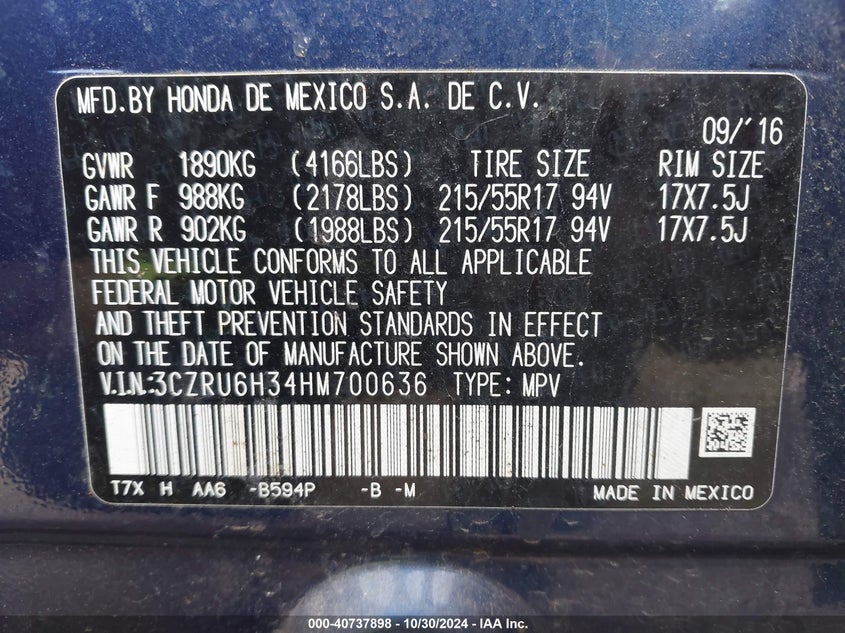 MFD.BY HONDA DE MEXICO S.A. DE C.V.
09/'16
GVWR 1890KG (4166LBS) TIRE SIZE RIM SIZE
GAWR F 988KG (2178LBS) 215/55R17 94V 17X7.5J
GAWR R 902KG (1988LBS) 215/55R17 94V 17X7.5J
THIS VEHICLE CONFORMS TO ALL APPLICABLE
FEDERAL MOTOR VEHICLE SAFETY
AND THEFT PREVENTION STANDARDS IN EFFECT
ON THE DATE OF MANUFACTURE SHOWN ABOVE.
V.I.N.:3CZRU6H34HM700636 TYPE: MPV
T7X H AA6 -B594P -B -M MADE IN MEXICO
000-40737898 - 10/30/2024 - IAA Inc.